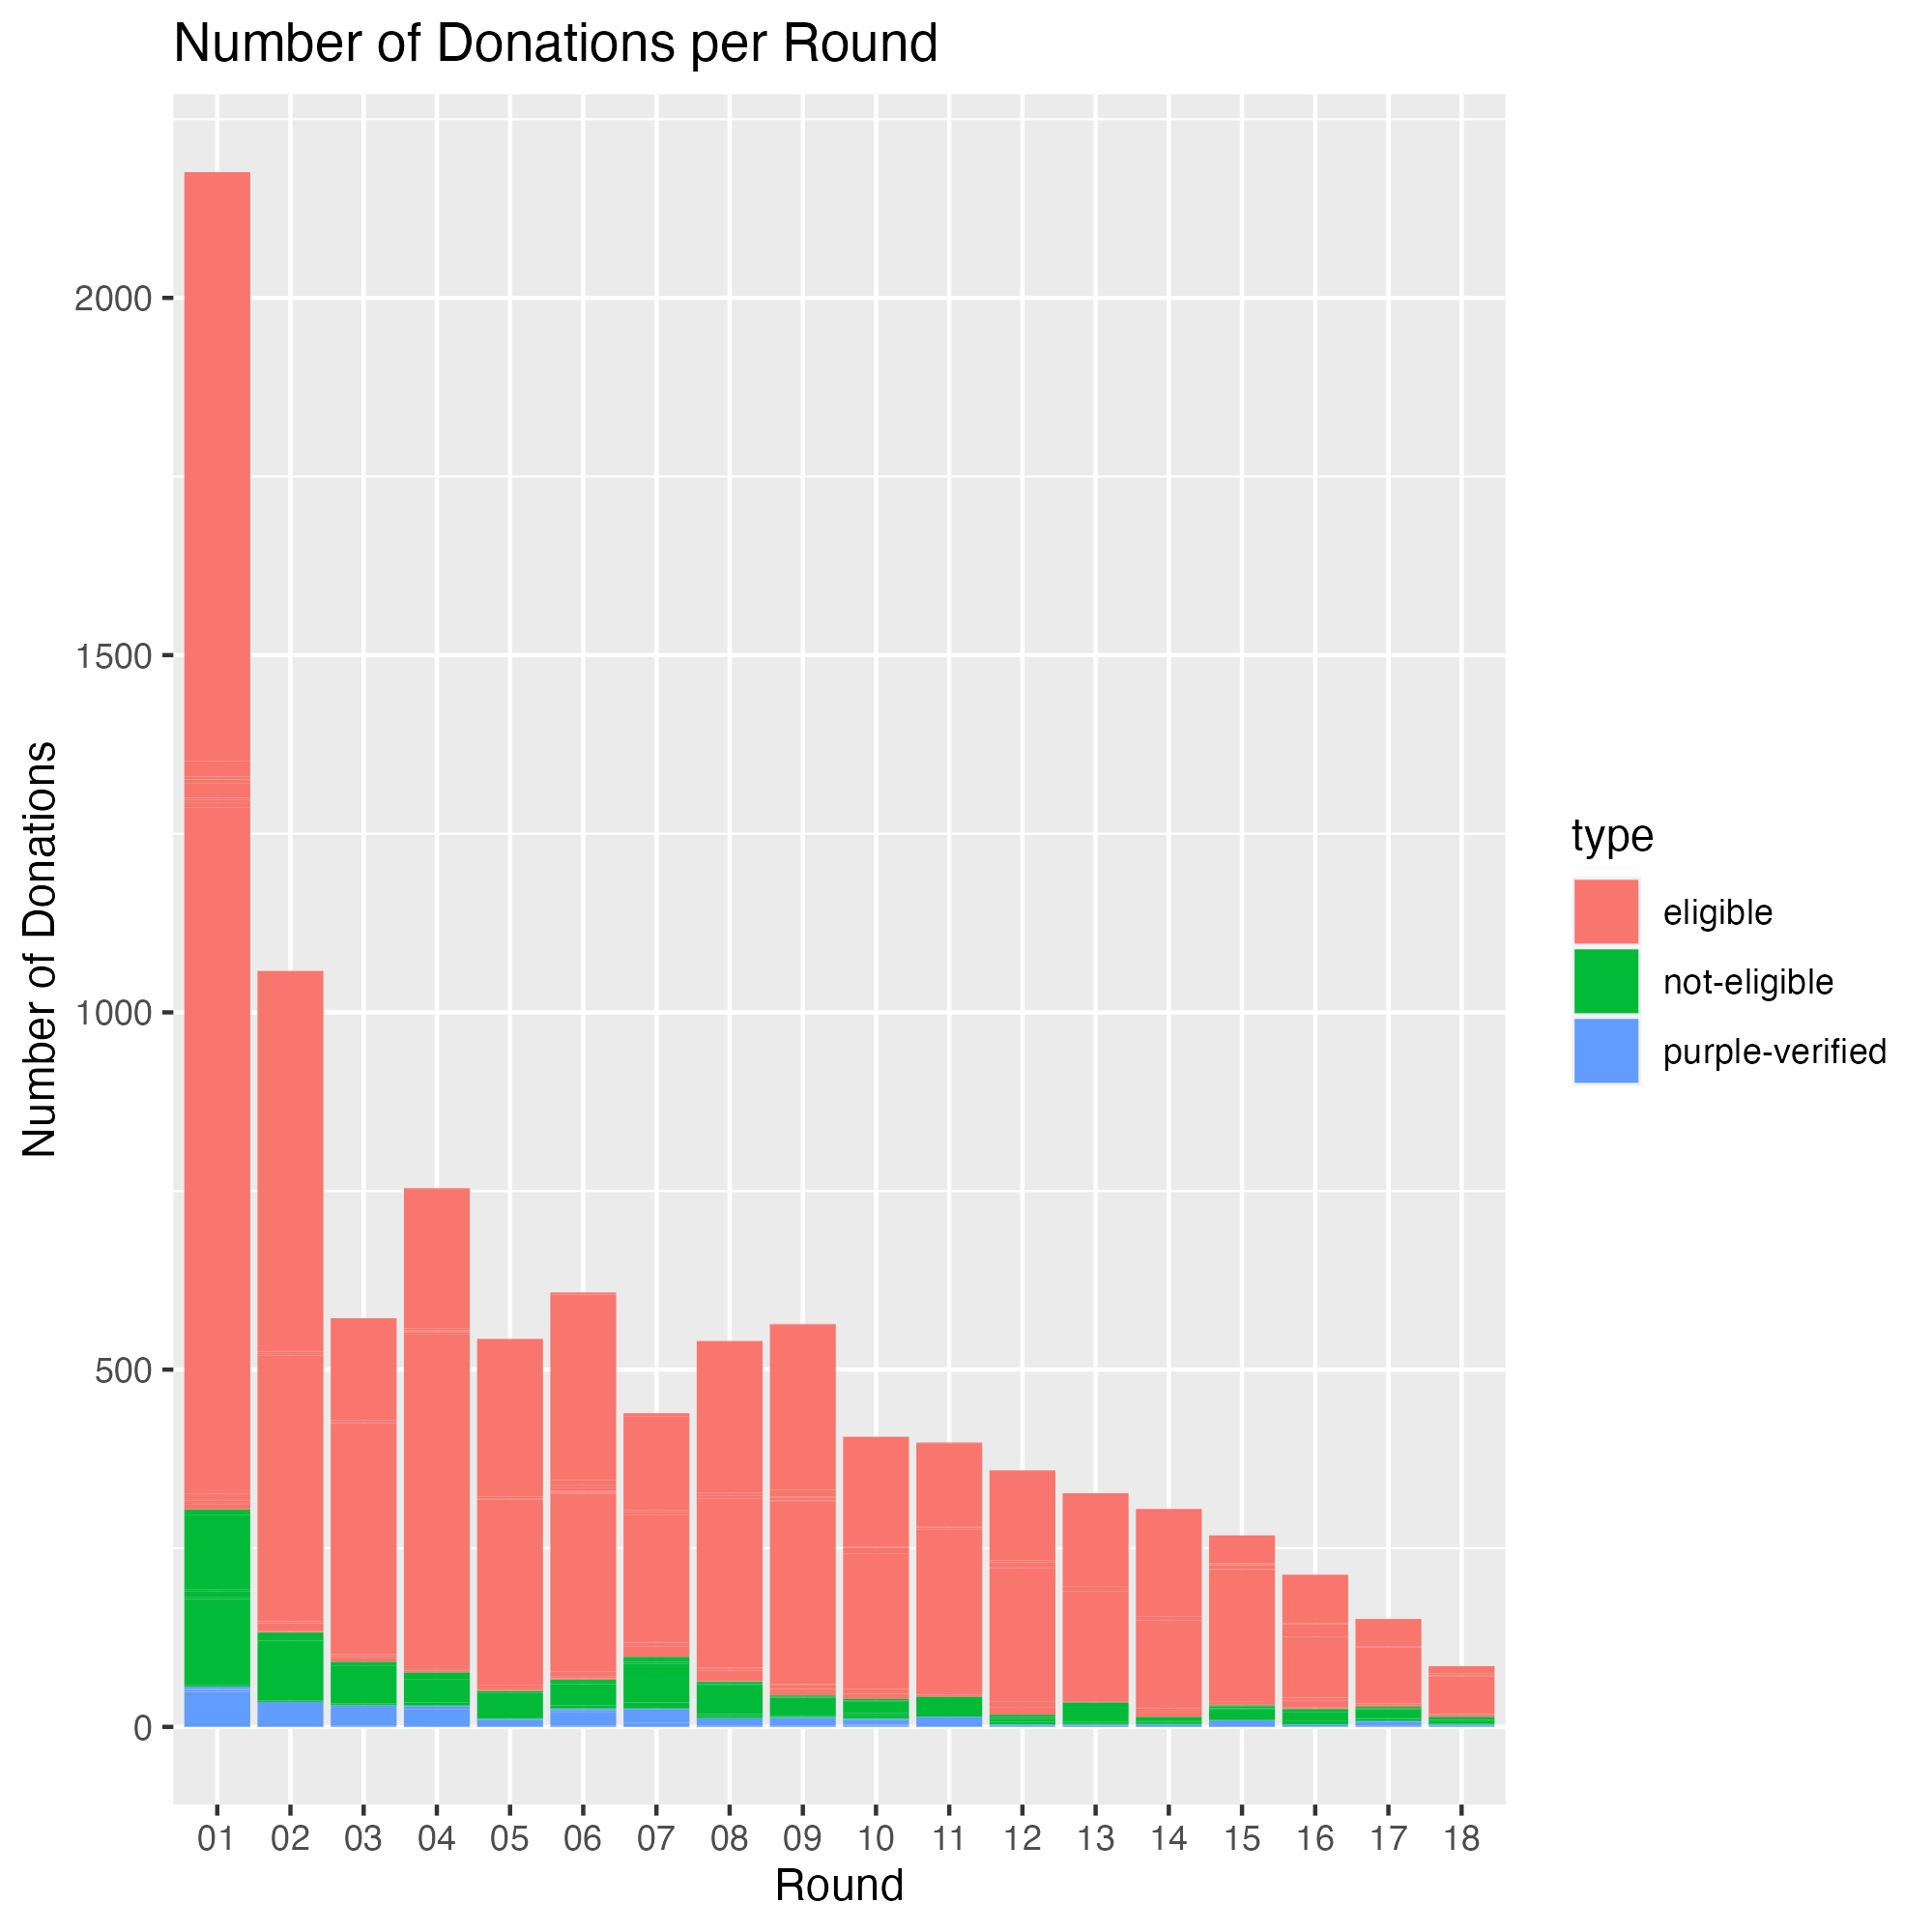 Number of Donations per Round
Number of Donations
2000
1500
1000
500
0
01 02 03 04 05 06 07 08 09 10 11 12 13 14 15 16 17 18
Round
type
eligible
not-eligible
purple-verified